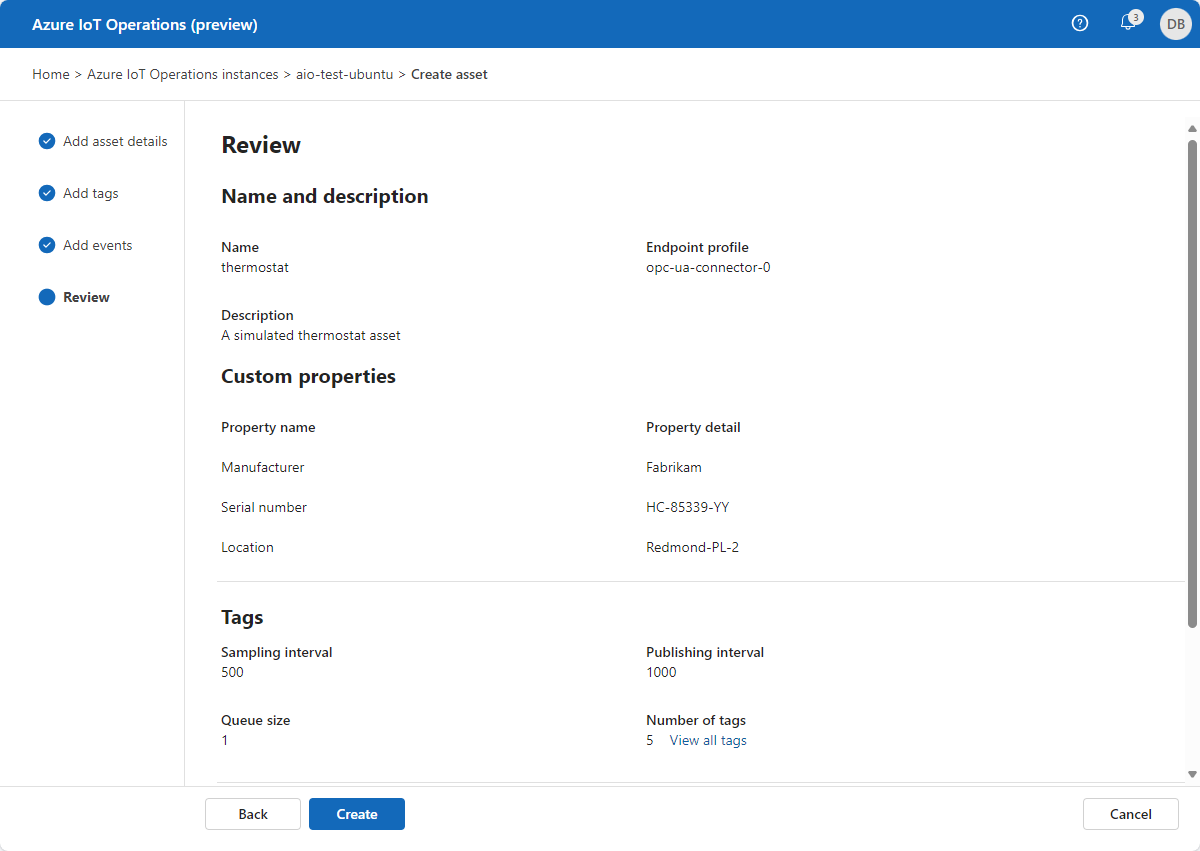 Azure IoT Operations (preview)
3
DB
Home > Azure IoT Operations instances > aio-test-ubuntu > Create asset
Add asset details
Add tags
Add events
Review
Review
Name and description
Name
thermostat
Endpoint profile
opc-ua-connector-0
Description
A simulated thermostat asset
Custom properties
Property name
Property detail
Manufacturer
Fabrikam
Serial number
HC-85339-YY
Location
Redmond-PL-2
Tags
Sampling interval
500
Publishing interval
1000
Queue size
1
Number of tags
5 View all tags
Back
Create
Cancel